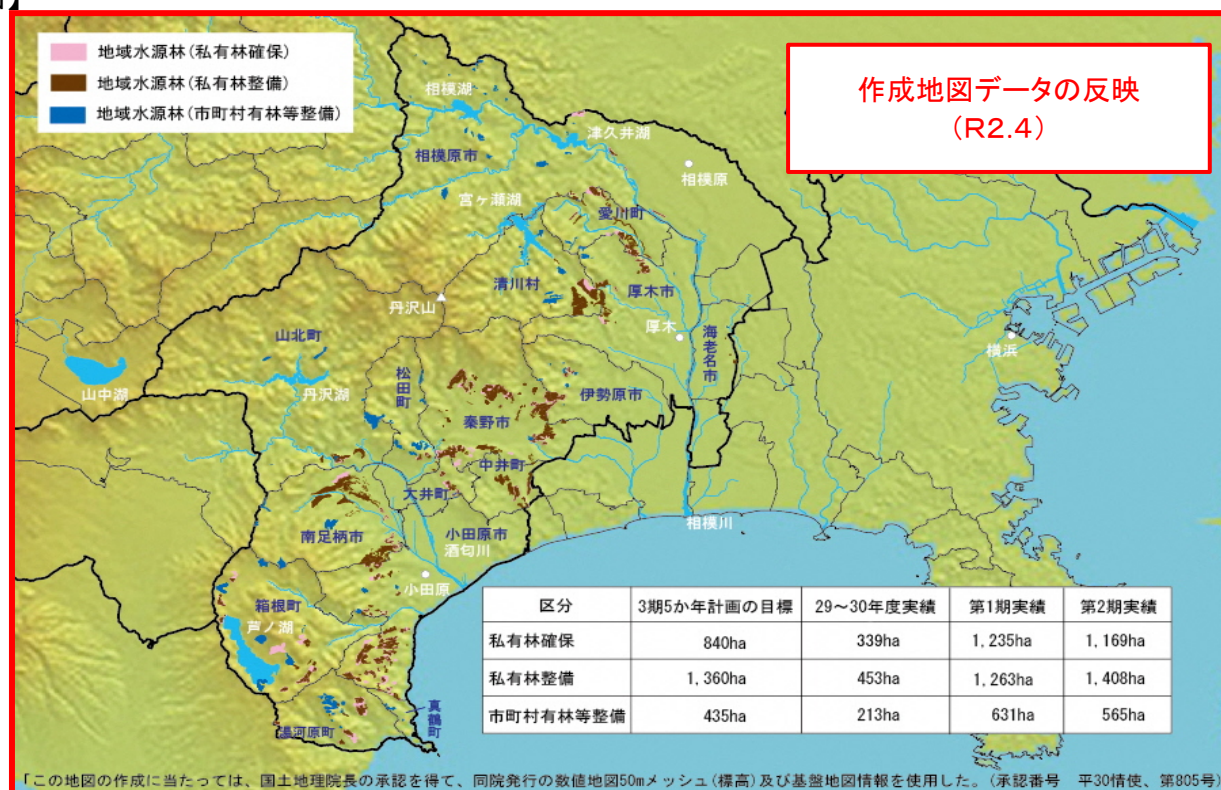 地域水源林(私有林確保)
地域水源林(私有林整備)
地域水源林(市町村有林等整備)
作成地図データの反映
(R2.4)
相模湖
津久井湖
相模原市
相模原
宮ヶ瀬湖
愛川町
清川村
厚木市
丹沢山
厚木
海老名市
横浜
山北町
松田町
山中湖
丹沢湖
伊勢原市
秦野市
中井町
大井町
相模川
南足柄市
小田原市
酒匂川
小田原
箱根町
芦ノ湖
真鶴町
湯河原町
区分 3期5か年計画の目標 29～30年度実績 第1期実績 第2期実績
私有林確保 840ha 339ha 1,235ha 1,169ha
私有林整備 1,360ha 453ha 1,263ha 1,408ha
市町村有林等整備 435ha 213ha 631ha 565ha
「この地図の作成に当たっては、国土地理院長の承認を得て、同院発行の数値地図50mメッシュ(標高)及び基盤地図情報を使用した。(承認番号 平30情使、第805号)